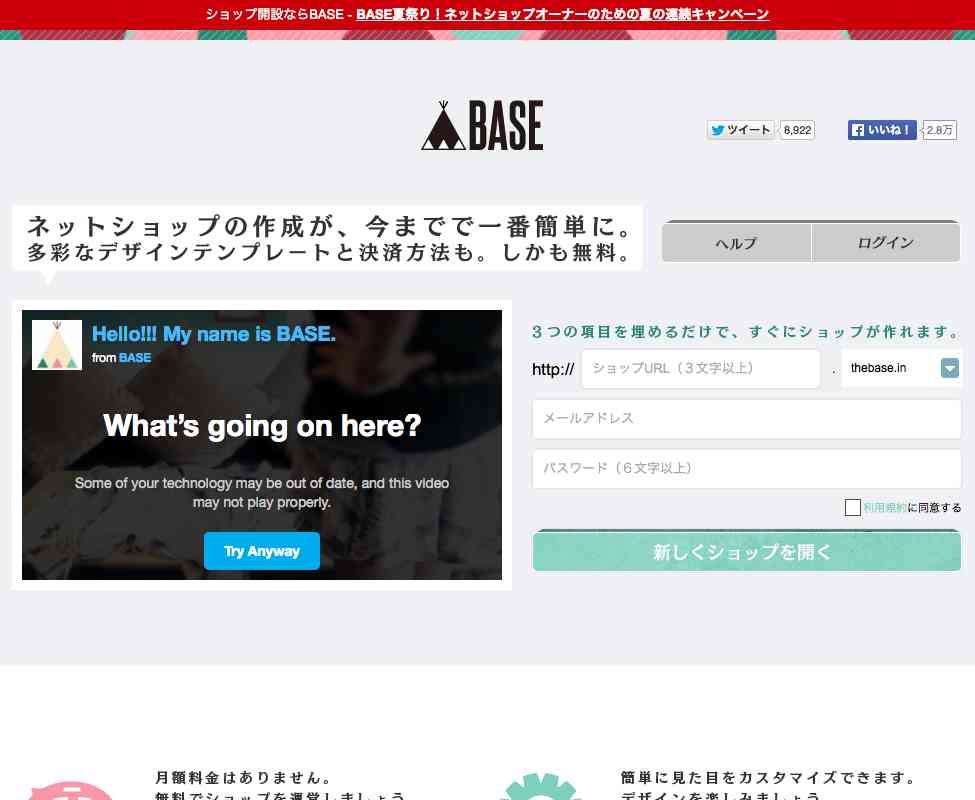 ショップ開設ならBASE - BASE夏祭り！ネットショップオーナーのための夏の連続キャンペーン
BASE
ツイート 8,922
いいね！ 2.8万
ネットショップの作成が、今までで一番簡単に。
多彩なデザインテンプレートと決済方法も。しかも無料。
ヘルプ ログイン
Hello!!! My name is BASE.
from BASE
What's going on here?
Some of your technology may be out of date, and this video
may not play properly.
Try Anyway
３つの項目を埋めるだけで、すぐにショップが作れます。
http:// ショップURL（３文字以上） . thebase.in
メールアドレス
パスワード（６文字以上）
利用規約に同意する
新しくショップを開く
月額料金はありません。
無料でショップを運営しましょう。
簡単に見た目をカスタマイズできます。
デザインを楽しみましょう。